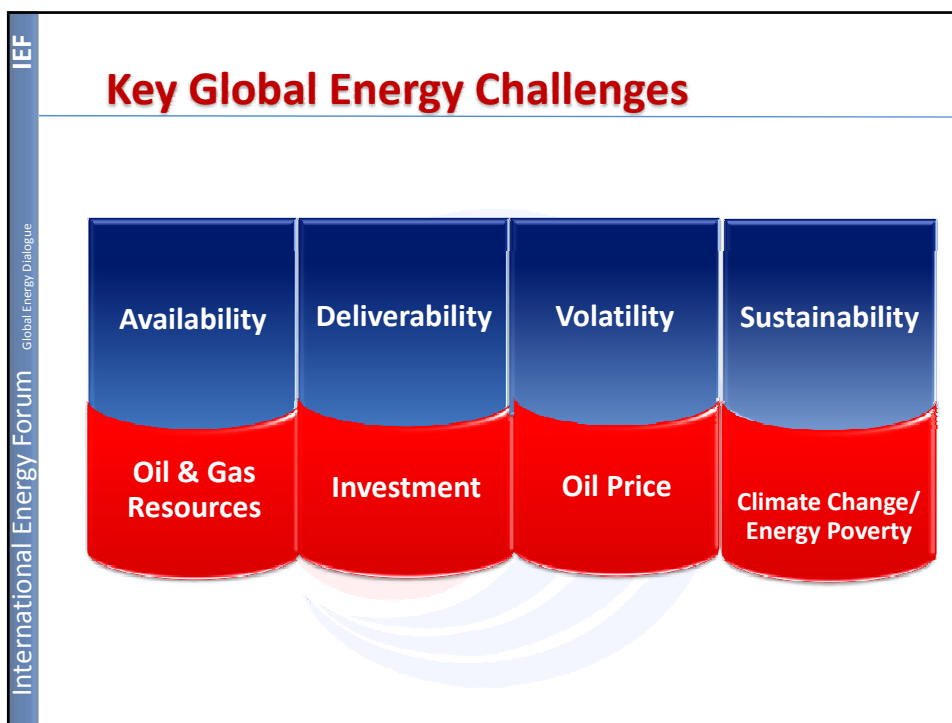 IEF
International Energy Forum Global Energy Dialogue
Key Global Energy Challenges
Availability
Deliverability
Volatility
Sustainability
Oil & Gas
Resources
Investment
Oil Price
Climate Change/
Energy Poverty